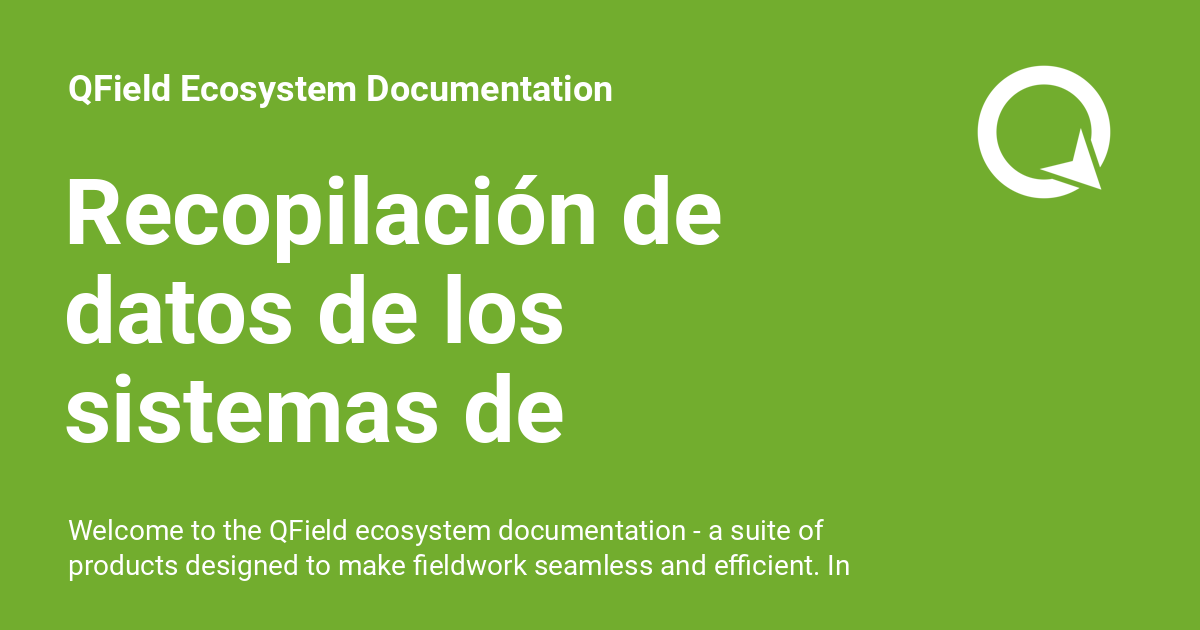 QField Ecosystem Documentation
Recopilación de
datos de los
sistemas de
Welcome to the QField ecosystem documentation - a suite of
products designed to make fieldwork seamless and efficient. In